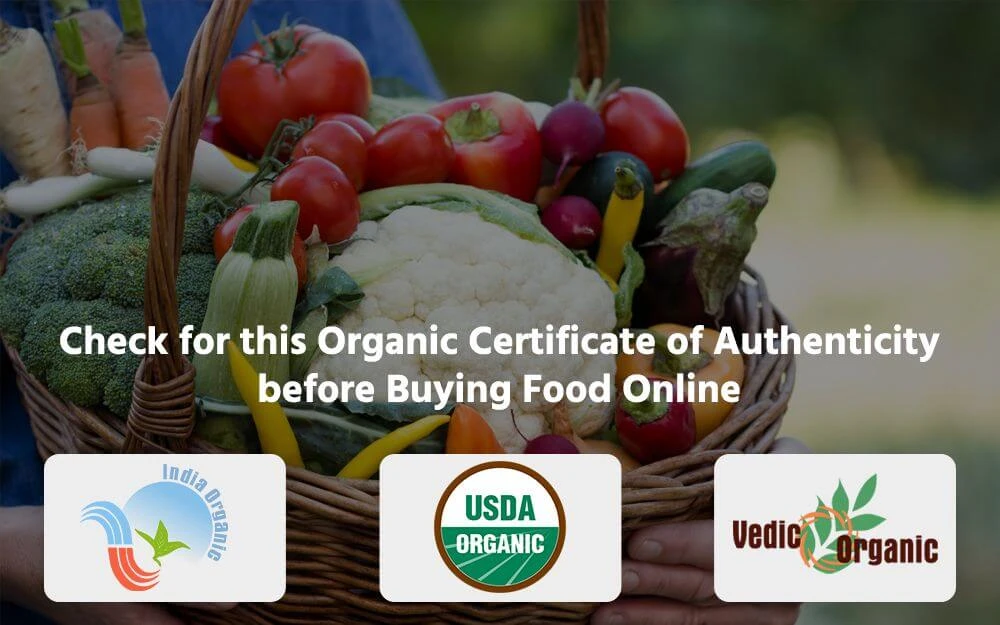 Check for this Organic Certificate of Authenticity
before Buying Food Online
India Organic
USDA
ORGANIC
Vedic
Organic